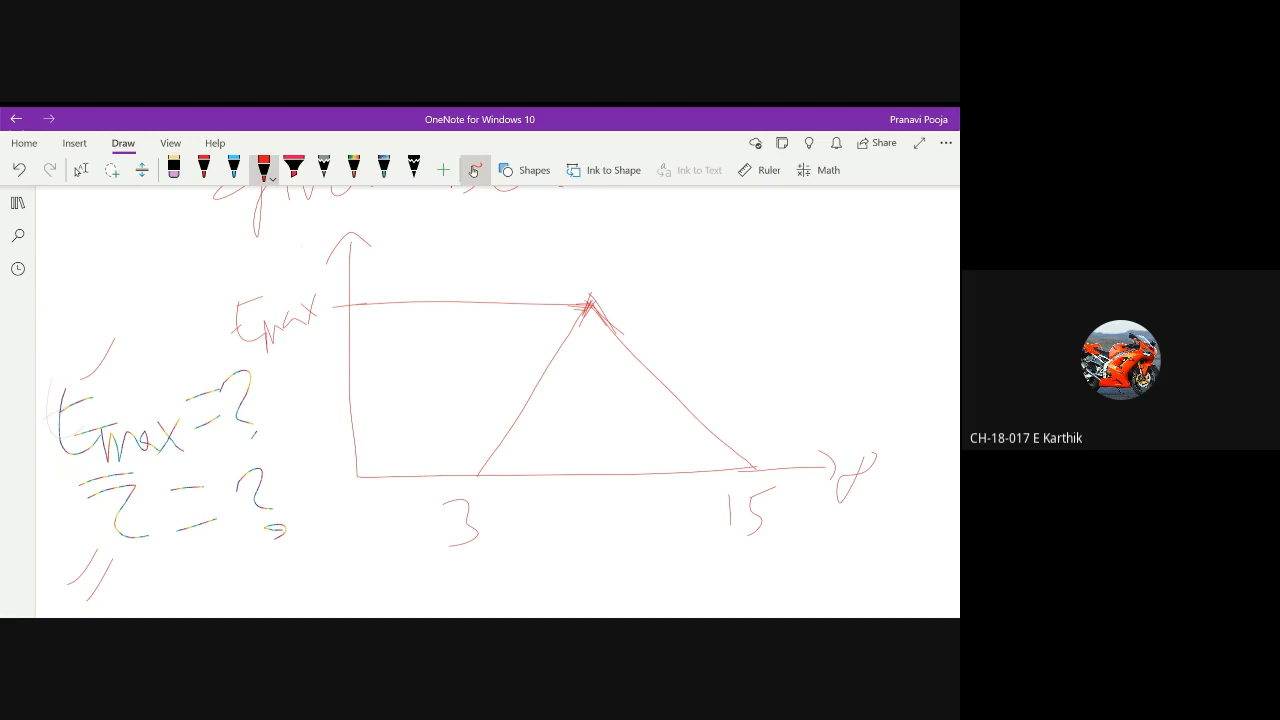 OneNote for Windows 10
Pranavi Pooja
Home Insert Draw View Help
Share
Shapes Ink to Shape Ink to Text Ruler Math
Emax
Emax = ?
3
15
CH-18-017 E Karthik